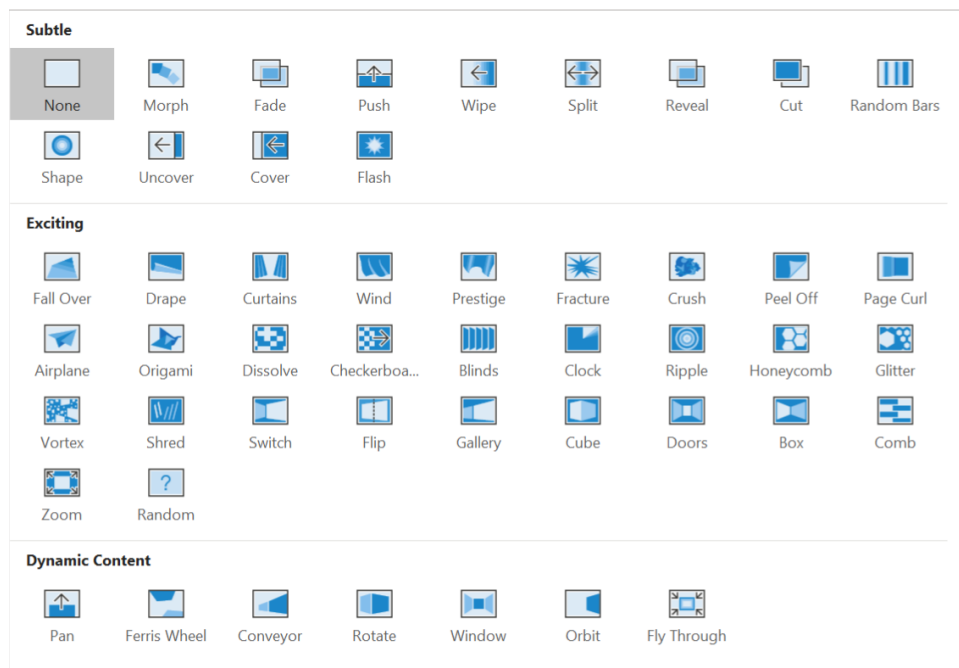 Subtle
None Morph Fade Push Wipe Split Reveal Cut Random Bars
Shape Uncover Cover Flash
Exciting
Fall Over Drape Curtains Wind Prestige Fracture Crush Peel Off Page Curl
Airplane Origami Dissolve Checkerboa... Blinds Clock Ripple Honeycomb Glitter
Vortex Shred Switch Flip Gallery Cube Doors Box Comb
?
Zoom Random
Dynamic Content
Pan Ferris Wheel Conveyor Rotate Window Orbit Fly Through